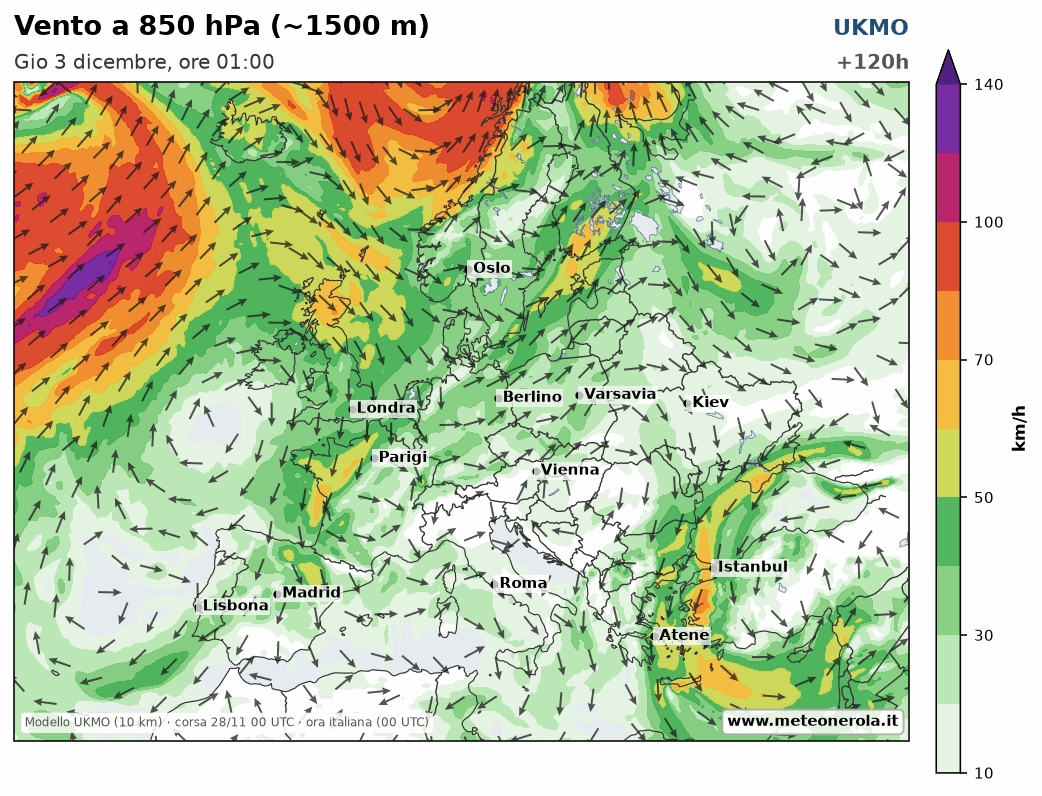 Vento a 850 hPa (~1500 m)
UKMO
Gio 3 dicembre, ore 01:00
+120h
140
100
70
50
30
10
km/h
Oslo
Londra
Berlino
Varsavia
Kiev
Parigi
Vienna
Istanbul
Roma
Madrid
Lisbona
Atene
Modello UKMO (10 km) · corsa 28/11 00 UTC · ora italiana (00 UTC)
www.meteonerola.it